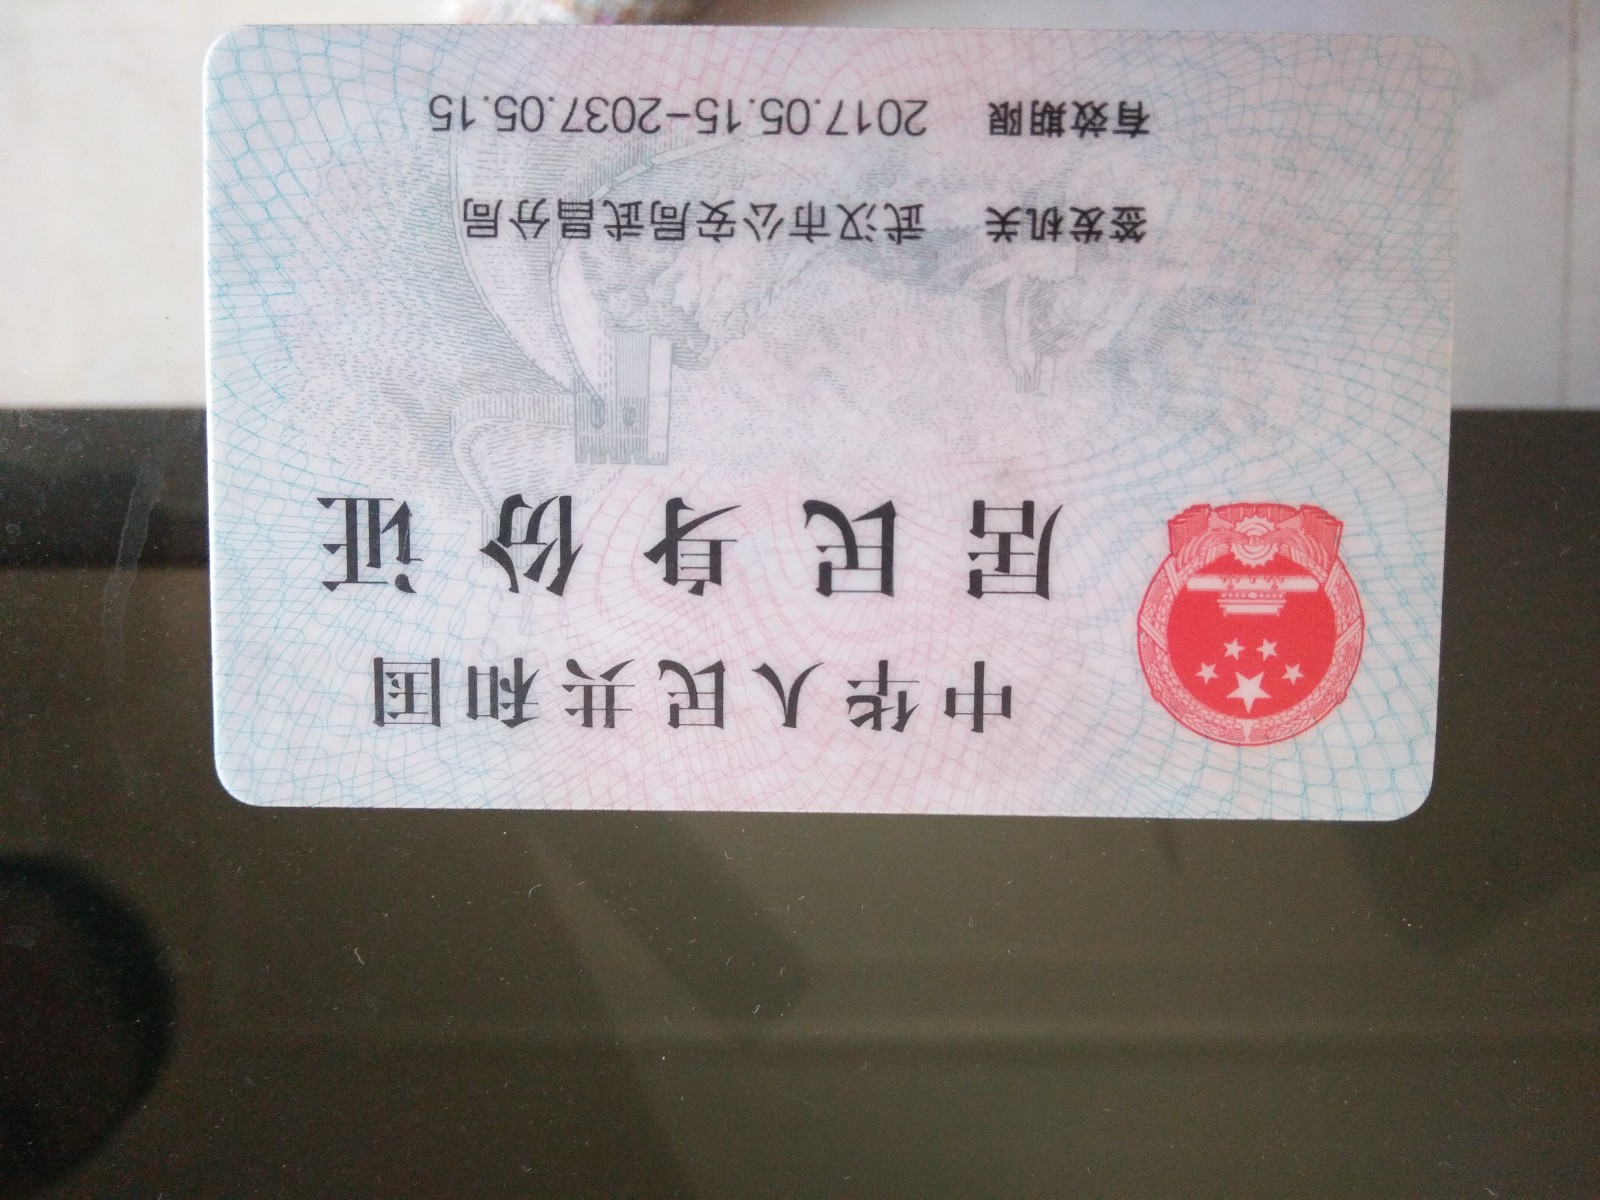 中华人民共和国
居民身份证
签发机关 武汉市公安局武昌分局
有效期限 2017.05.15-2037.05.15